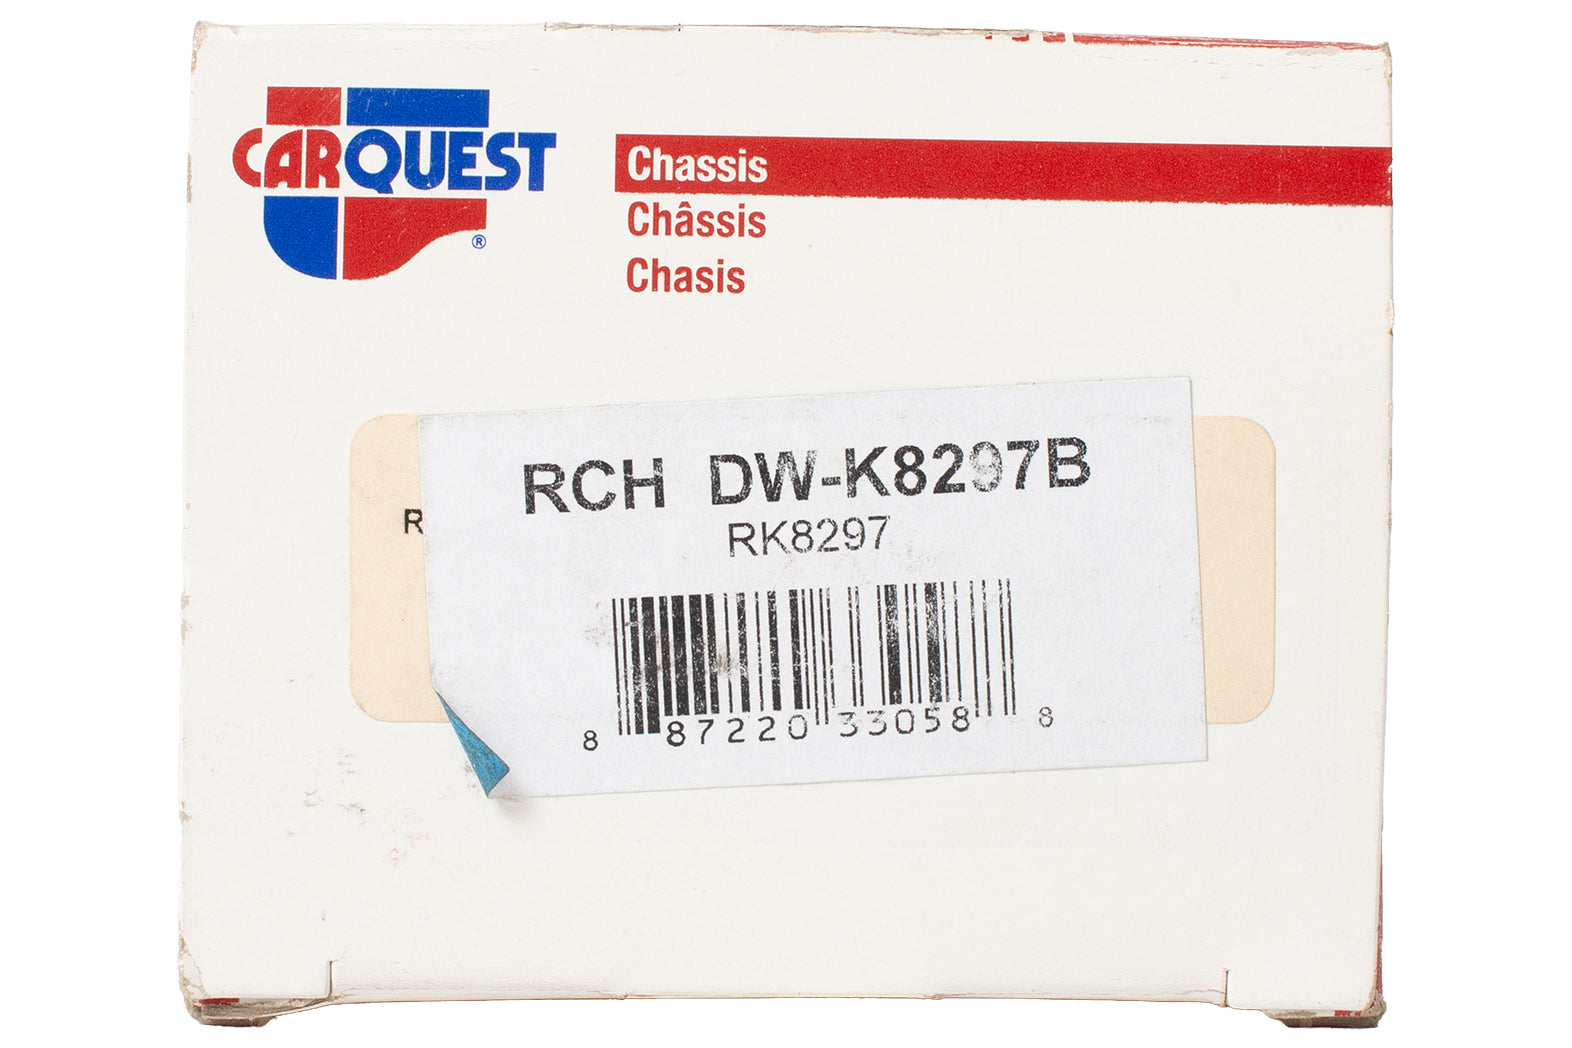 CARQUEST
®
Chassis
Châssis
Chasis
RCH DW-K8297B
R
RK8297
8 87220 33058 8